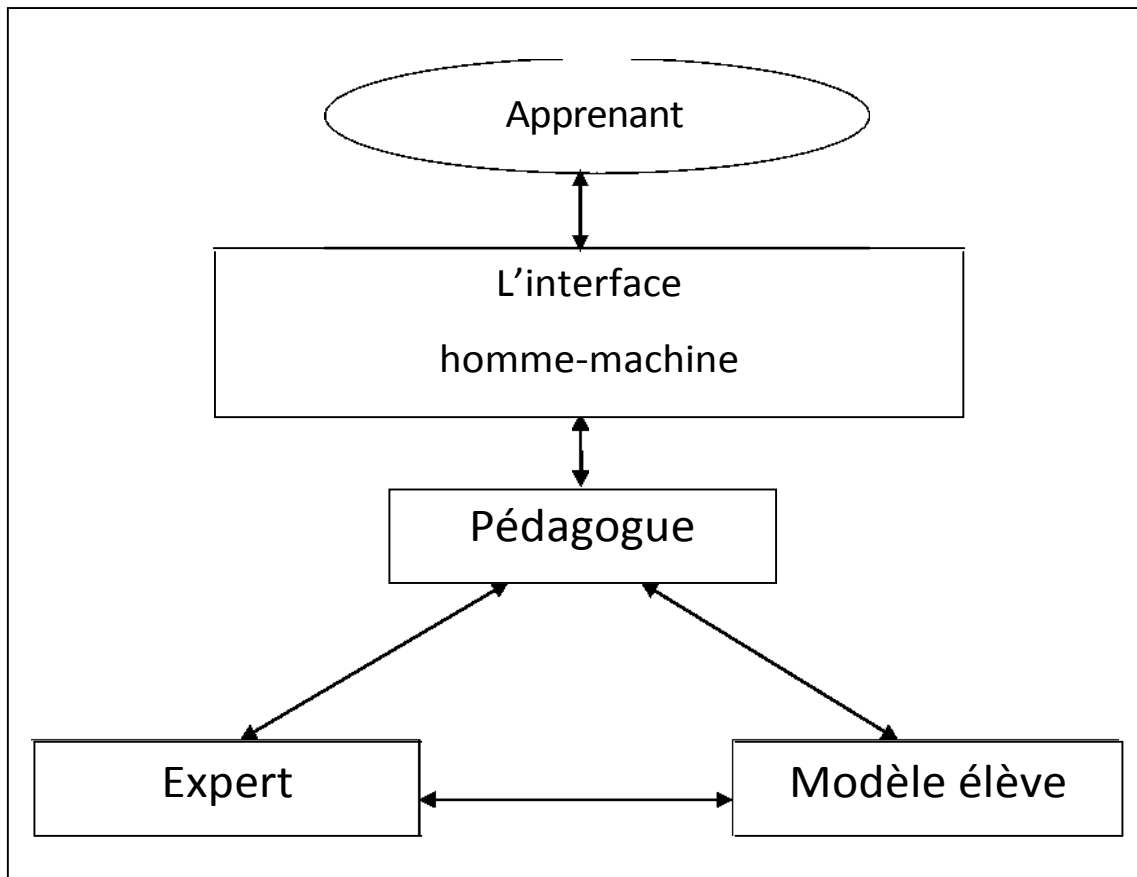 Apprenant
L’interface
homme-machine
Pédagogue
Expert
Modèle élève